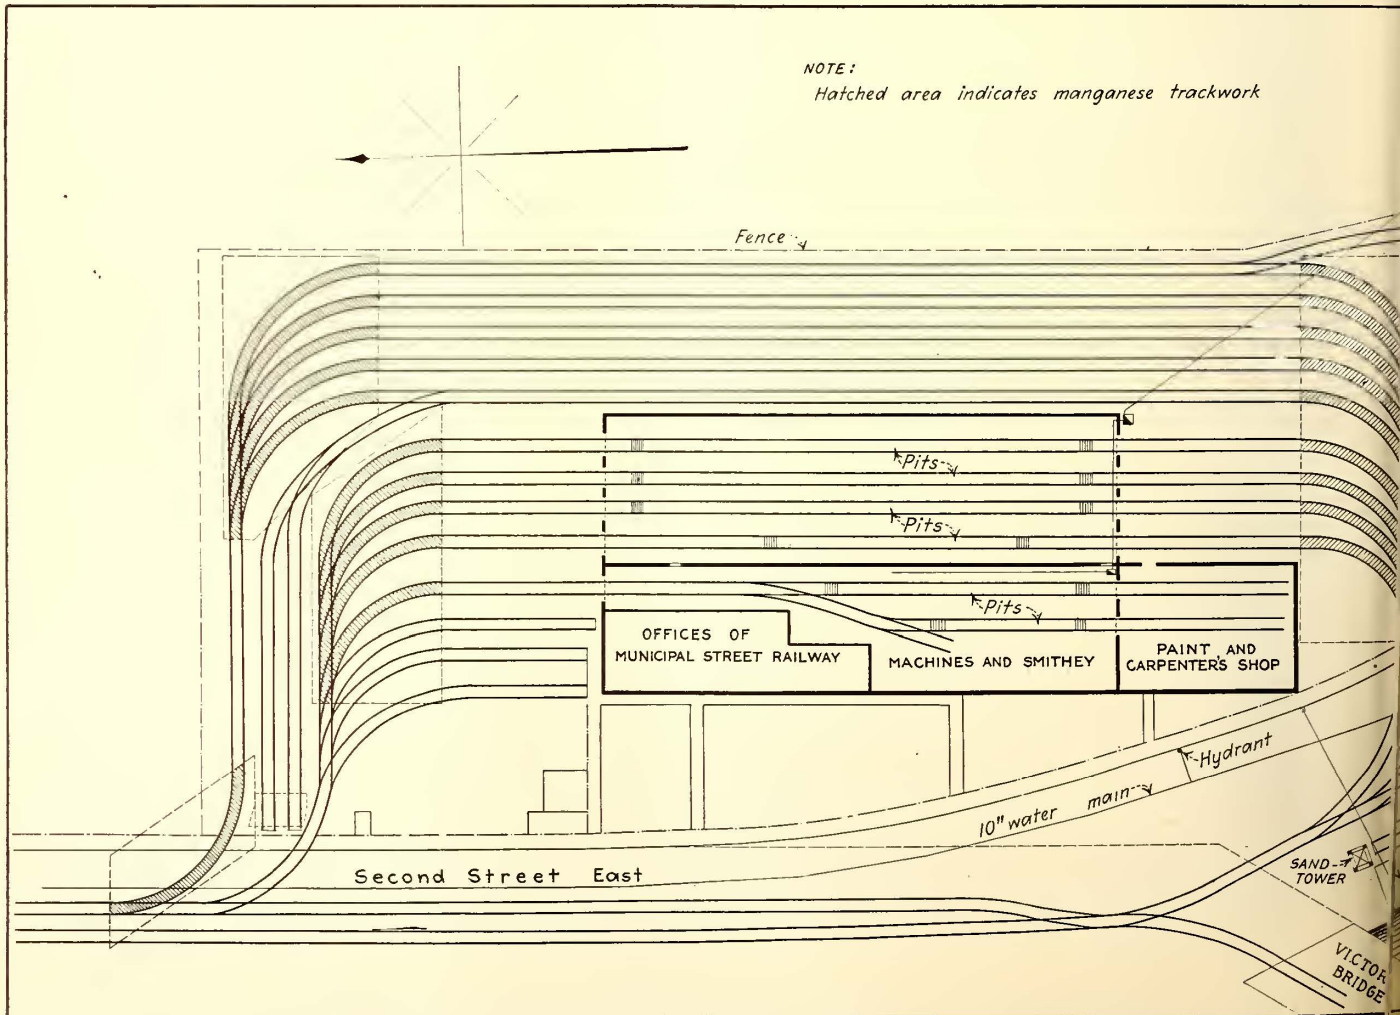 NOTE:
Hatched area indicates manganese trackwork
Fence
Pits
Pits
Pits
OFFICES OF
MUNICIPAL STREET RAILWAY
MACHINES AND SMITHEY
PAINT AND
CARPENTER'S SHOP
Hydrant
10" water main
Second Street East
SAND-
TOWER
VICTOR
BRIDGE